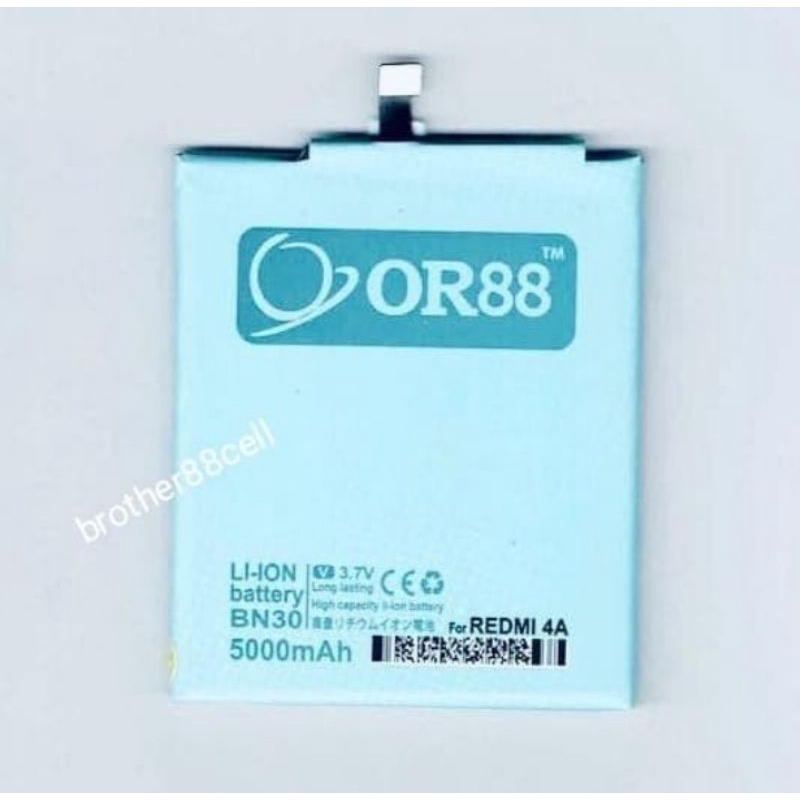 OR88™
brother88cell
LI-ION
battery
BN30
5000mAh
V 3.7V
Long lasting
High capacity li-ion battery
高量リチウムイオン電池
CE
For REDMI 4A